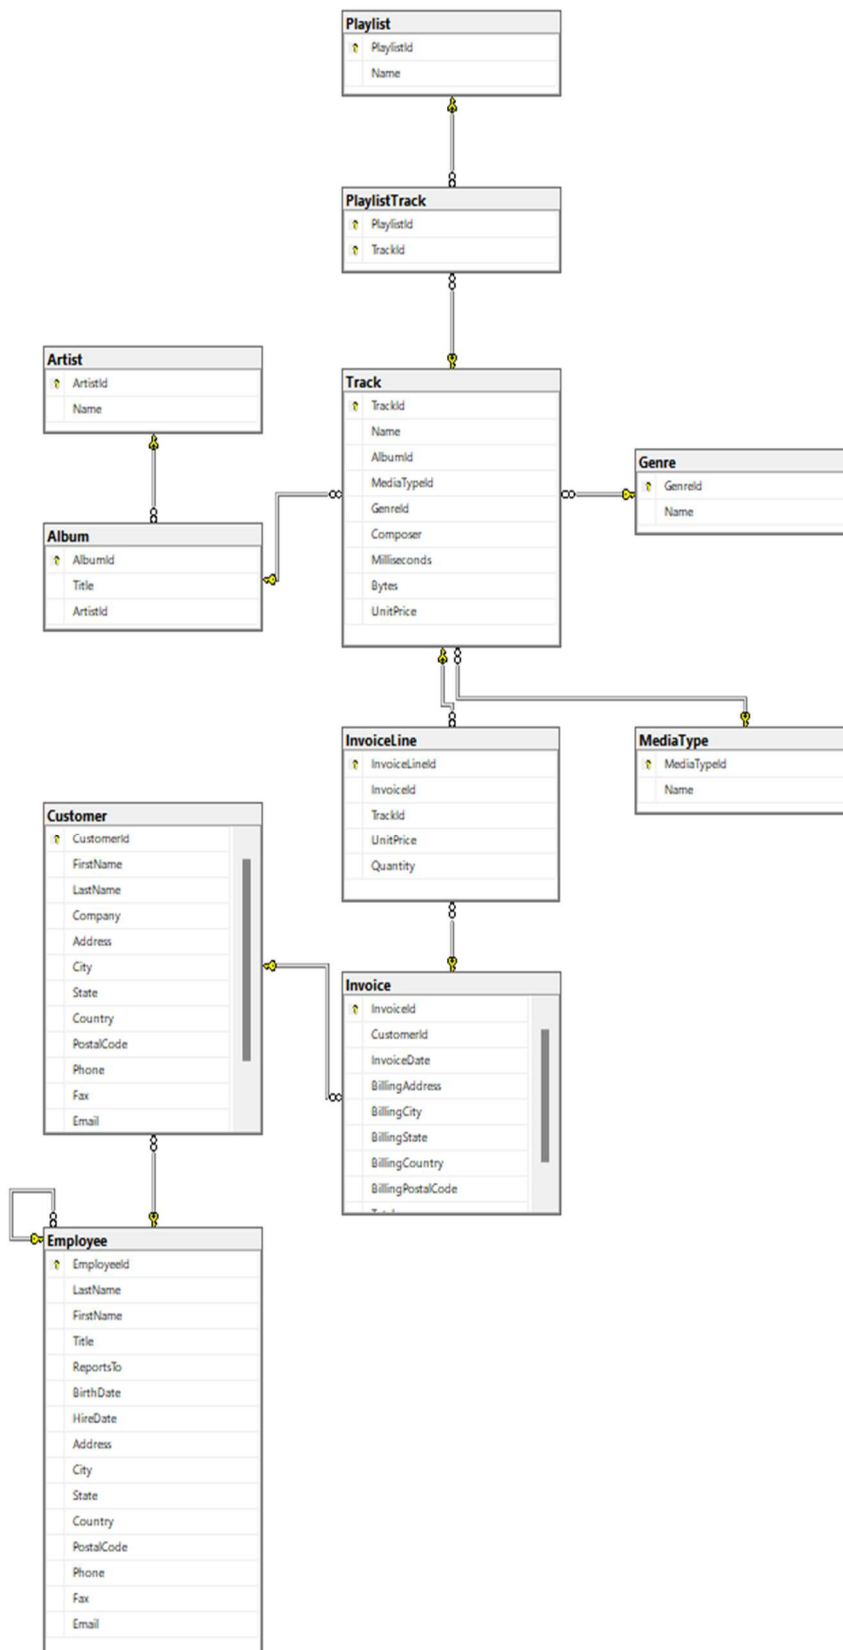 Playlist
PlaylistId
Name
PlaylistTrack
PlaylistId
TrackId
Artist
ArtistId
Name
Track
TrackId
Name
AlbumId
MediaTypeId
GenreId
Composer
Milliseconds
Bytes
UnitPrice
Genre
GenreId
Name
Album
AlbumId
Title
ArtistId
InvoiceLine
InvoiceLineId
InvoiceId
TrackId
UnitPrice
Quantity
MediaType
MediaTypeId
Name
Customer
CustomerId
FirstName
LastName
Company
Address
City
State
Country
PostalCode
Phone
Fax
Email
Invoice
InvoiceId
CustomerId
InvoiceDate
BillingAddress
BillingCity
BillingState
BillingCountry
BillingPostalCode
Employee
EmployeeId
LastName
FirstName
Title
ReportsTo
BirthDate
HireDate
Address
City
State
Country
PostalCode
Phone
Fax
Email